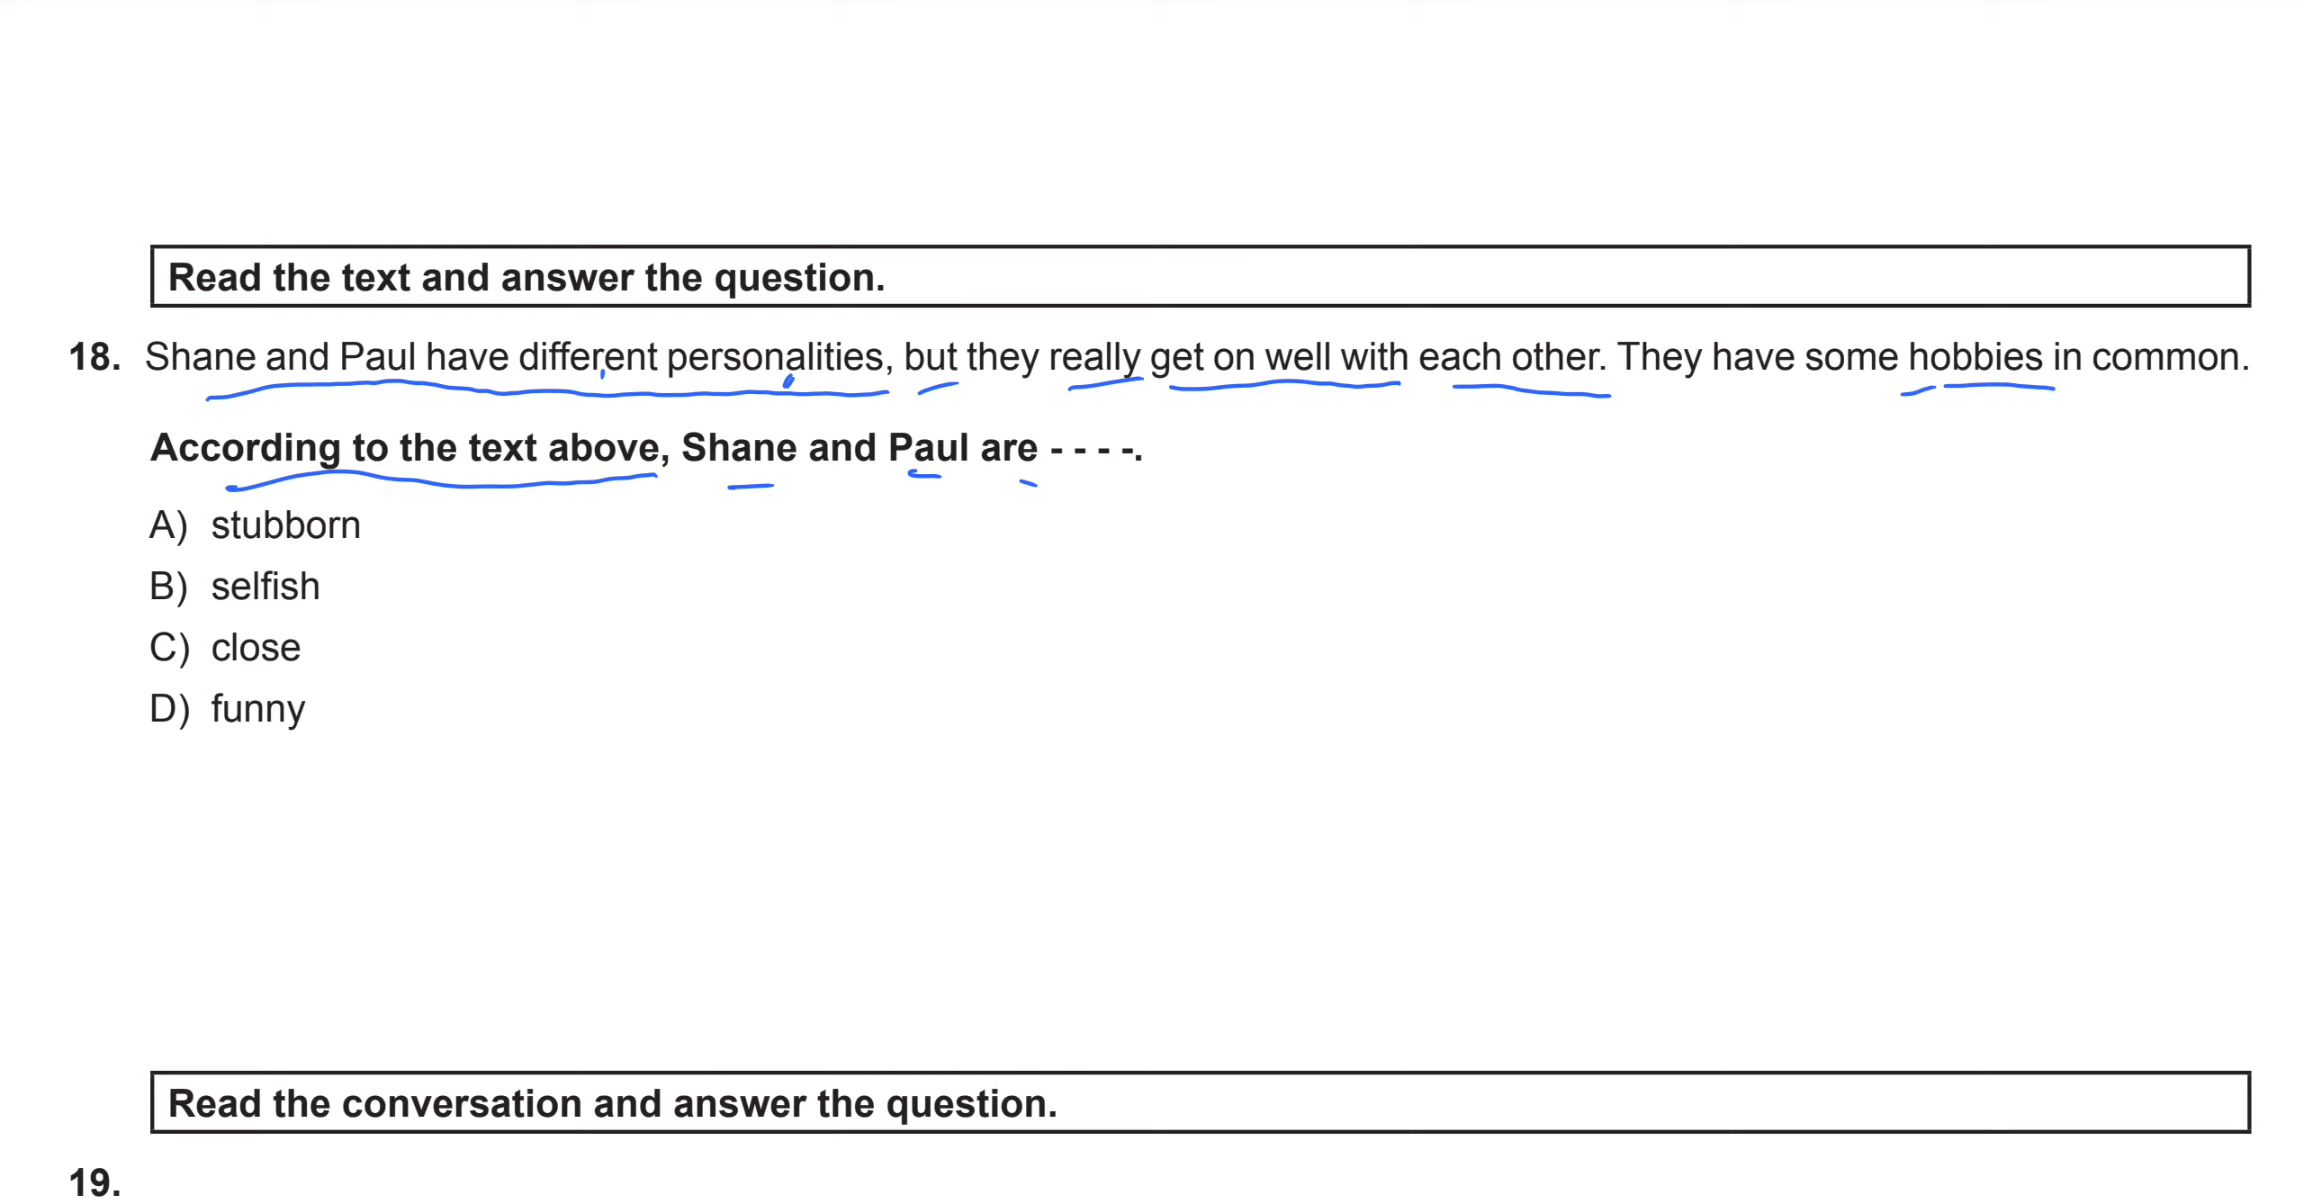 Read the text and answer the question.
18. Shane and Paul have different personalities, but they really get on well with each other. They have some hobbies in common.
According to the text above, Shane and Paul are - - - -.
A) stubborn
B) selfish
C) close
D) funny
Read the conversation and answer the question.
19.